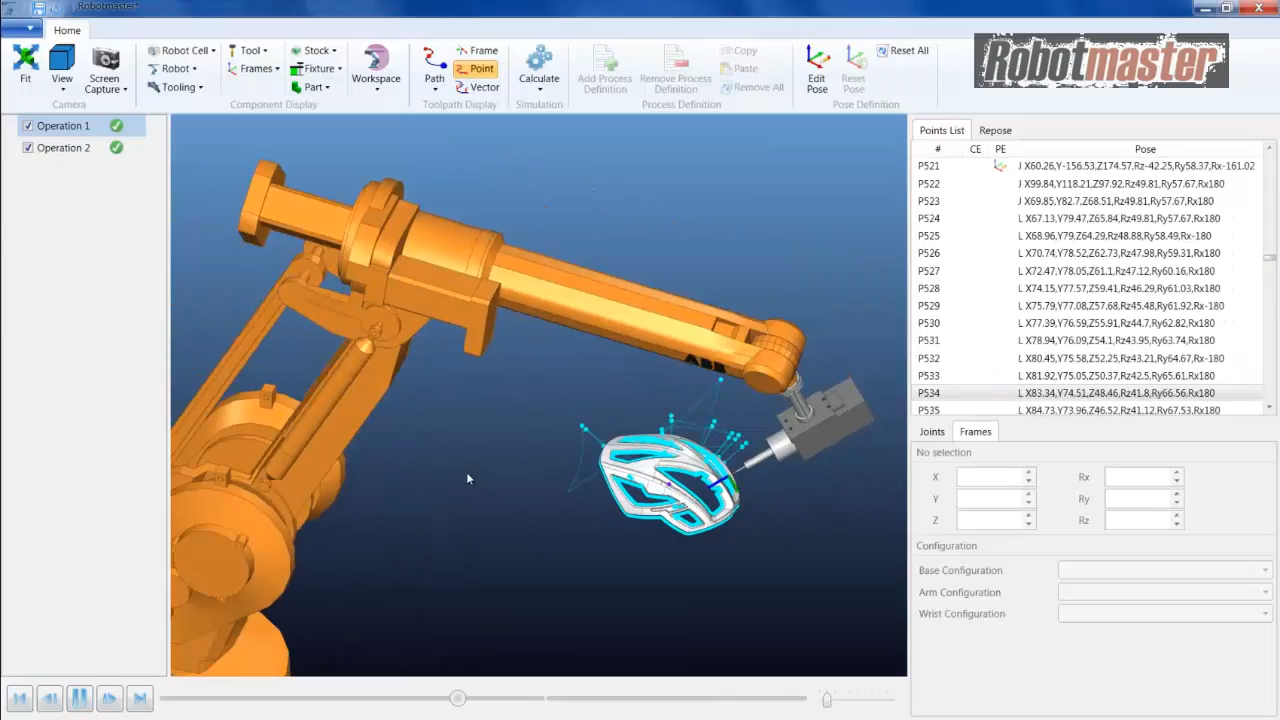 Robotmaster*
Home
Fit
View
Screen Capture
Camera
Robot Cell
Robot
Tooling
Tool
Frames
Stock
Fixture
Part
Component Display
Workspace
Path
Frame
Point
Vector
Toolpath Display
Calculate
Simulation
Add Process Definition
Remove Process Definition
Copy
Paste
Remove All
Process Definition
Edit Pose
Reset Pose
Reset All
Pose Definition
Robotmaster
Operation 1
Operation 2
ABB
Points List Repose
# CE PE Pose
P521 J X60.26,Y-156.53,Z174.57,Rz-42.25,Ry58.37,Rx-161.02
P522 J X99.84,Y118.21,Z97.92,Rz49.81,Ry57.67,Rx180
P523 J X69.85,Y82.7,Z68.51,Rz49.81,Ry57.67,Rx180
P524 L X67.13,Y79.47,Z65.84,Rz49.81,Ry57.67,Rx180
P525 L X68.96,Y79,Z64.29,Rz48.88,Ry58.49,Rx-180
P526 L X70.74,Y78.52,Z62.73,Rz47.98,Ry59.31,Rx180
P527 L X72.47,Y78.05,Z61.1,Rz47.12,Ry60.16,Rx180
P528 L X74.15,Y77.57,Z59.41,Rz46.29,Ry61.03,Rx180
P529 L X75.79,Y77.08,Z57.68,Rz45.48,Ry61.92,Rx-180
P530 L X77.39,Y76.59,Z55.91,Rz44.7,Ry62.82,Rx180
P531 L X78.94,Y76.09,Z54.1,Rz43.95,Ry63.74,Rx180
P532 L X80.45,Y75.58,Z52.25,Rz43.21,Ry64.67,Rx-180
P533 L X81.92,Y75.05,Z50.37,Rz42.5,Ry65.61,Rx180
P534 L X83.34,Y74.51,Z48.46,Rz41.8,Ry66.56,Rx180
P535 L X84.73,Y73.96,Z46.52,Rz41.12,Ry67.53,Rx180
Joints Frames
No selection
X Rx
Y Ry
Z Rz
Configuration
Base Configuration
Arm Configuration
Wrist Configuration